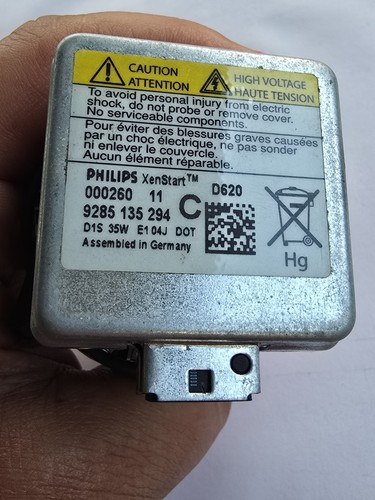 CAUTION
ATTENTION
HIGH VOLTAGE
HAUTE TENSION
To avoid personal injury from electric
shock, do not probe or remove cover.
No serviceable components.
Pour éviter des blessures graves causées
par un choc électrique, ne pas sonder
ni enlever le couvercle.
Aucun élément réparable.
PHILIPS XenStart™ D620
000260 11
9285 135 294 C
D1S 35W E1 04J DOT
Assembled in Germany
Hg